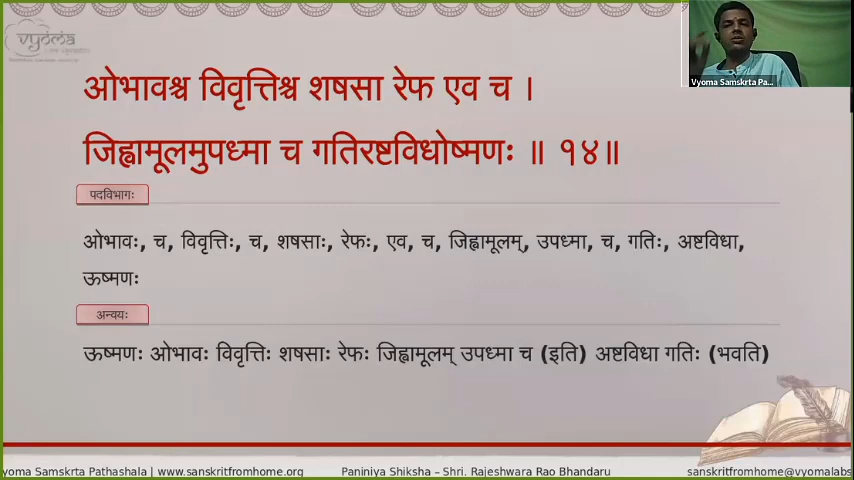 vyoma
ओभावश्च विवृत्तिश्च शषसा रेफ एव च ।
जिह्वामूलमुपध्मा च गतिरष्टविधोष्मणः ॥ १४॥
Vyoma Samskrta Pa...
पदविभागः
ओभावः, च, विवृत्तिः, च, शषसाः, रेफः, एव, च, जिह्वामूलम्, उपध्मा, च, गतिः, अष्टविधा,
ऊष्मणः
अन्वयः
ऊष्मणः ओभावः विवृत्तिः शषसाः रेफः जिह्वामूलम् उपध्मा च (इति) अष्टविधा गतिः (भवति)
yoma Samskrta Pathashala | www.sanskritfromhome.org Paniniya Shiksha – Shri. Rajeshwara Rao Bhandaru sanskritfromhome@vyomalabs